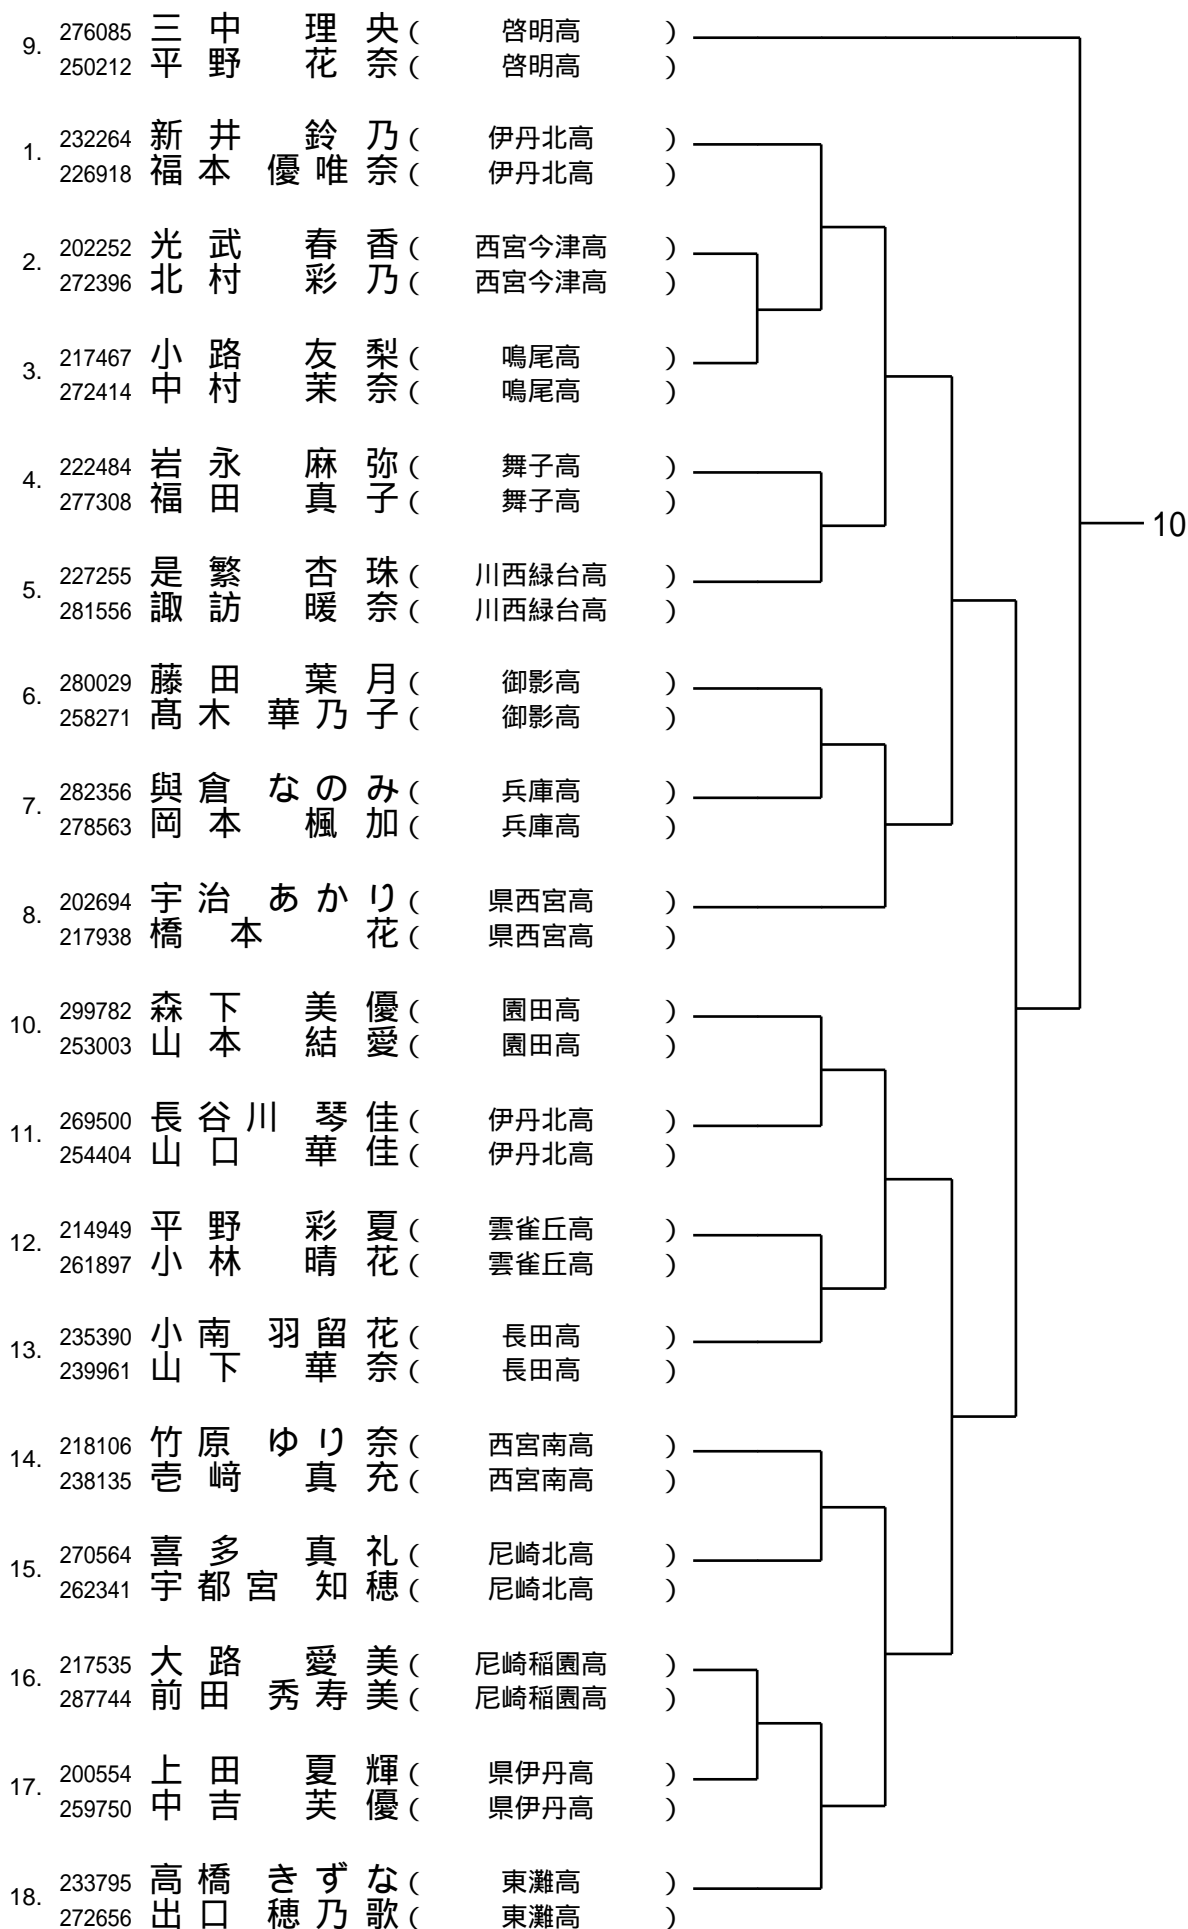 9. 276085 三中 理央 ( 啓明高 )
250212 平野 花奈 ( 啓明高 )
1. 232264 新井 鈴乃 ( 伊丹北高 )
226918 福本 優唯奈 ( 伊丹北高 )
2. 202252 光武 春香 ( 西宮今津高 )
272396 北村 彩乃 ( 西宮今津高 )
3. 217467 小路 友梨 ( 鳴尾高 )
272414 中村 茉奈 ( 鳴尾高 )
4. 222484 岩永 麻弥 ( 舞子高 )
277308 福田 真子 ( 舞子高 )
10
5. 227255 是繁 杏珠 ( 川西緑台高 )
281556 諏訪 暖奈 ( 川西緑台高 )
6. 280029 藤田 葉月 ( 御影高 )
258271 髙木 華乃子 ( 御影高 )
7. 282356 與倉 なのみ ( 兵庫高 )
278563 岡本 楓加 ( 兵庫高 )
8. 202694 宇治 あかり ( 県西宮高 )
217938 橋本 花 ( 県西宮高 )
10. 299782 森下 美優 ( 園田高 )
253003 山本 結愛 ( 園田高 )
11. 269500 長谷川 琴佳 ( 伊丹北高 )
254404 山口 華佳 ( 伊丹北高 )
12. 214949 平野 彩夏 ( 雲雀丘高 )
261897 小林 晴花 ( 雲雀丘高 )
13. 235390 小南 羽留花 ( 長田高 )
239961 山下 華奈 ( 長田高 )
14. 218106 竹原 ゆり奈 ( 西宮南高 )
238135 壱﨑 真充 ( 西宮南高 )
15. 270564 喜多 真礼 ( 尼崎北高 )
262341 宇都宮 知穂 ( 尼崎北高 )
16. 217535 大路 愛美 ( 尼崎稲園高 )
287744 前田 秀寿美 ( 尼崎稲園高 )
17. 200554 上田 夏輝 ( 県伊丹高 )
259750 中吉 芙優 ( 県伊丹高 )
18. 233795 高橋 きずな ( 東灘高 )
272656 出口 穂乃歌 ( 東灘高 )